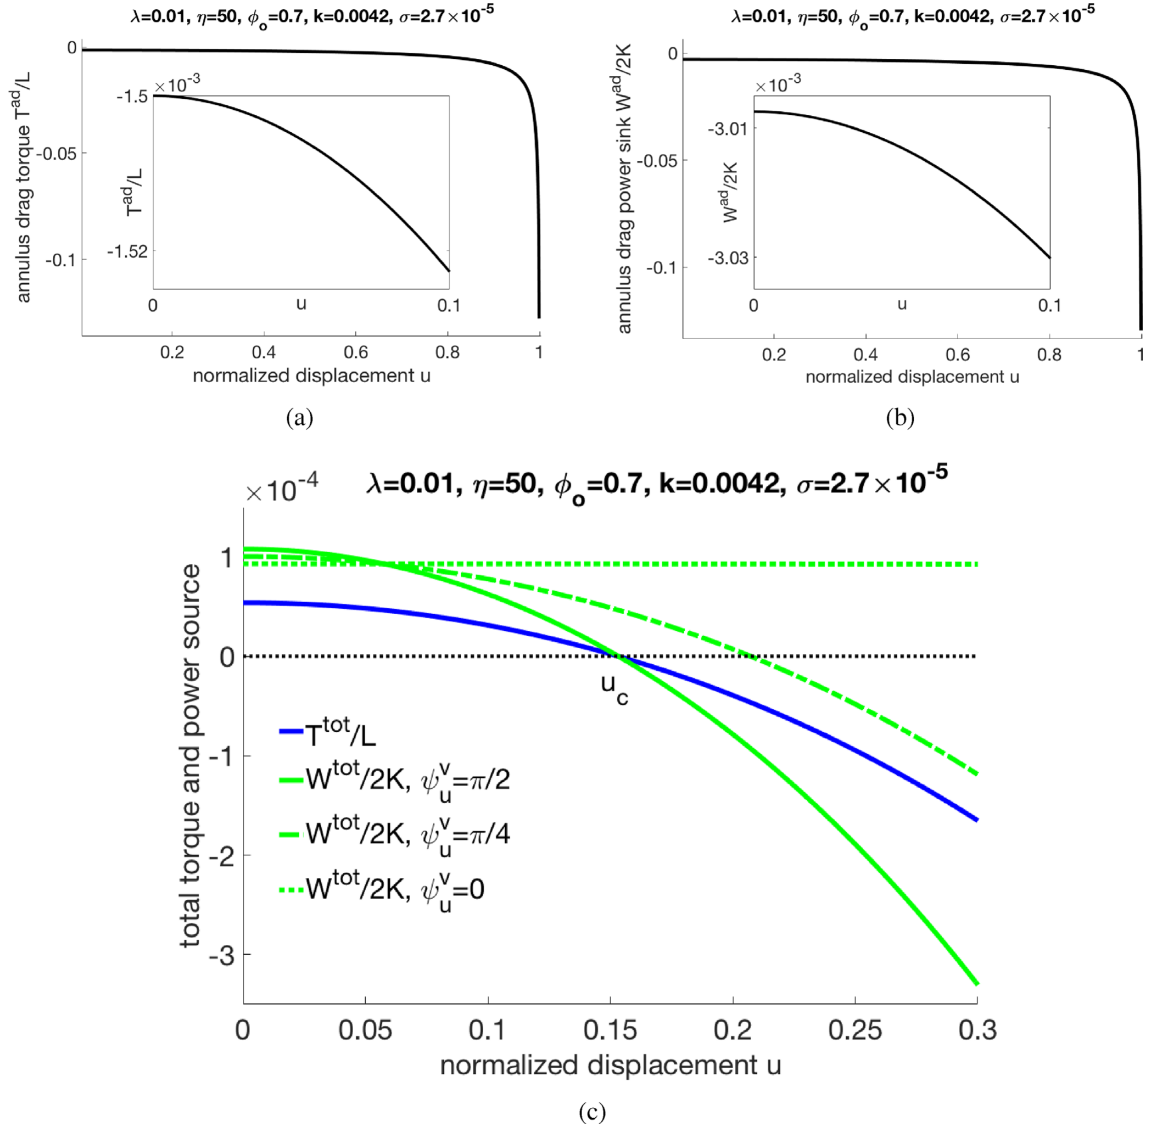 λ=0.01, η=50, ϕo=0.7, k=0.0042, σ=2.7×10-5
annulus drag torque Tad/L
0
-0.05
-0.1
×10-3
-1.5
-1.52
Tad/L
0
u
0.1
0.2
0.4
0.6
0.8
1
normalized displacement u
(a)
λ=0.01, η=50, ϕo=0.7, k=0.0042, σ=2.7×10-5
annulus drag power sink Wad/2K
0
-0.05
-0.1
×10-3
-3.01
-3.03
Wad/2K
0
u
0.1
0.2
0.4
0.6
0.8
1
normalized displacement u
(b)
×10-4
λ=0.01, η=50, ϕo=0.7, k=0.0042, σ=2.7×10-5
total torque and power source
1
0
-1
-2
-3
uc
Ttot/L
Wtot/2K, ψuv=π/2
Wtot/2K, ψuv=π/4
Wtot/2K, ψuv=0
0
0.05
0.1
0.15
0.2
0.25
0.3
normalized displacement u
(c)